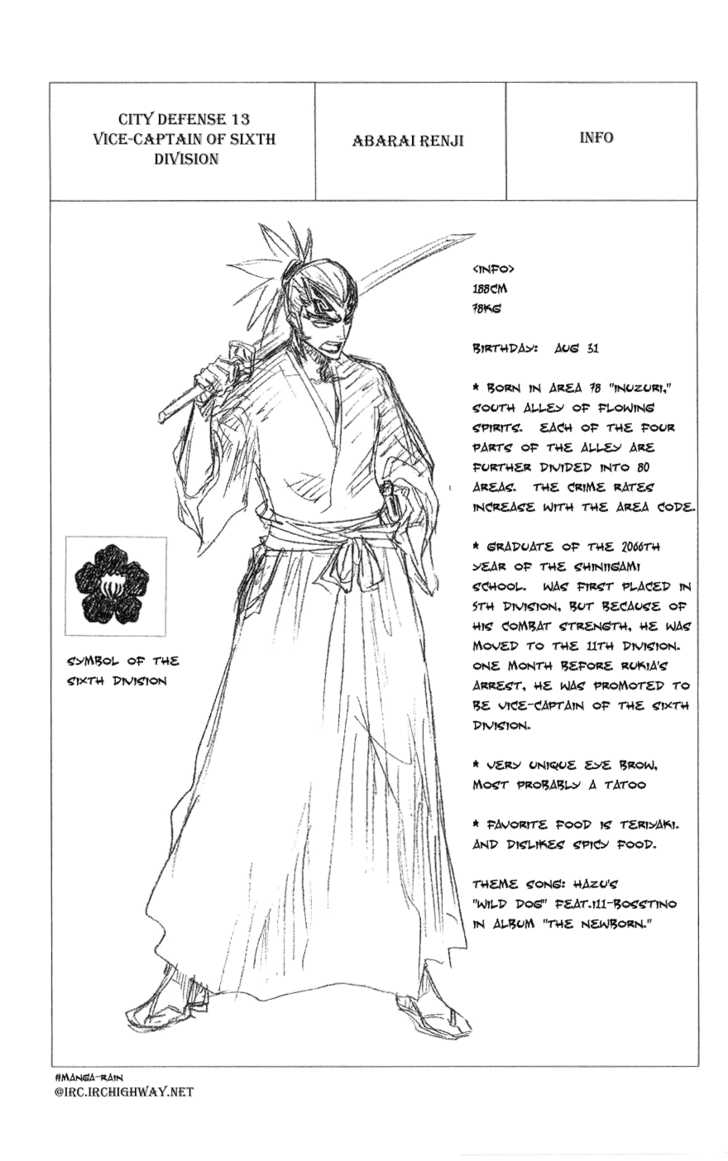 CITY DEFENSE 13
VICE-CAPTAIN OF SIXTH
DIVISION
ABARAI RENJI
INFO
<INFO>
188CM
78KG
BIRTHDAY: AUG 31
* BORN IN AREA 78 "INUZURI,"
SOUTH ALLEY OF FLOWING
SPIRITS. EACH OF THE FOUR
PARTS OF THE ALLEY ARE
FURTHER DIVIDED INTO 80
AREAS. THE CRIME RATES
INCREASE WITH THE AREA CODE.
* GRADUATE OF THE 2066TH
YEAR OF THE SHINIIGAMI
SCHOOL. WAS FIRST PLACED IN
5TH DIVISION, BUT BECAUSE OF
HIS COMBAT STRENGTH, HE WAS
MOVED TO THE 11TH DIVISION.
ONE MONTH BEFORE RUKIA'S
ARREST, HE WAS PROMOTED TO
BE VICE-CAPTAIN OF THE SIXTH
DIVISION.
* VERY UNIQUE EYE BROW,
MOST PROBABLY A TATOO
* FAVORITE FOOD IS TERIYAKI.
AND DISLIKES SPICY FOOD.
THEME SONG: HAZU'S
"WILD DOG" FEAT.ILL-BOSSTINO
IN ALBUM "THE NEWBORN."
SYMBOL OF THE
SIXTH DIVISION
#MANGA-RAIN
@IRC.IRCHIGHWAY.NET